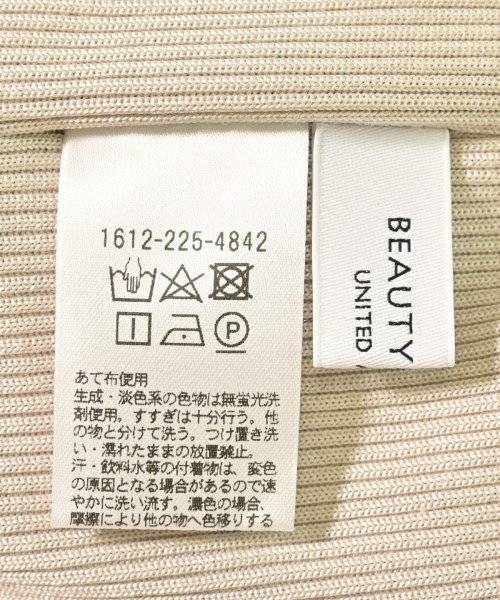 1612-225-4842
P
あて布使用
生成・淡色系の色物は無蛍光洗
剤使用。すすぎは十分行う。他
の物と分けて洗う。つけ置き洗
い・濡れたままの放置禁止。
汗・飲料水等の付着物は、変色
の原因となる場合があるので速
やかに洗い流す。濃色の場合、
摩擦により他の物へ色移りする
BEAUTY
UNITED